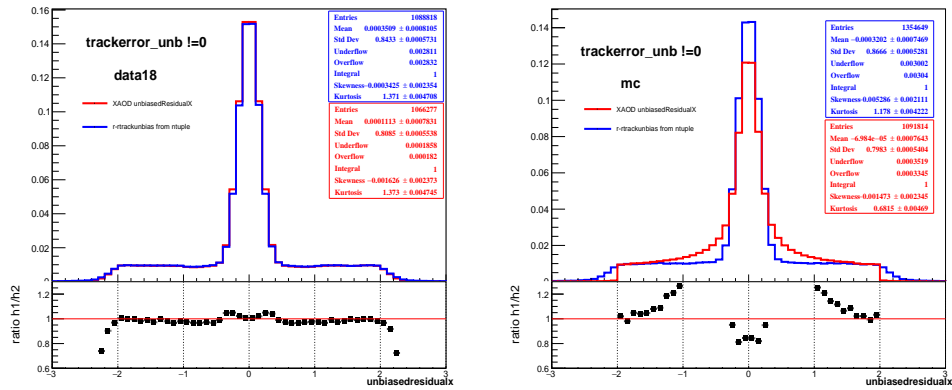 0.16
0.14
0.12
0.1
0.08
0.06
0.04
0.02
trackerror_unb !=0
data18
XAOD unbiasedResidualX
r-rtrackunbias from ntuple
Entries 1088818
Mean 0.0003509 ± 0.0008105
Std Dev 0.8433 ± 0.0005731
Underflow 0.002811
Overflow 0.002832
Integral 1
Skewness −0.0003425 ± 0.002354
Kurtosis 1.371 ± 0.004708
Entries 1066277
Mean 0.0001113 ± 0.0007831
Std Dev 0.8085 ± 0.0005538
Underflow 0.0001858
Overflow 0.000182
Integral 1
Skewness −0.001626 ± 0.002373
Kurtosis 1.373 ± 0.004745
ratio h1/h2
1.2
1
0.8
0.6
−3 −2 −1 0 1 2 3
unbiasedresidualx
0.14
0.12
0.1
0.08
0.06
0.04
0.02
0
trackerror_unb !=0
mc
XAOD unbiasedResidualX
r-rtrackunbias from ntuple
Entries 1354649
Mean −0.0003202 ± 0.0007469
Std Dev 0.8666 ± 0.0005281
Underflow 0.003002
Overflow 0.00304
Integral 1
Skewness −0.005286 ± 0.002111
Kurtosis 1.178 ± 0.004222
Entries 1091814
Mean −6.984e−05 ± 0.0007643
Std Dev 0.7983 ± 0.0005404
Underflow 0.0003519
Overflow 0.0003345
Integral 1
Skewness −0.001473 ± 0.002345
Kurtosis 0.6815 ± 0.00469
ratio h1/h2
1.2
1
0.8
0.6
−3 −2 −1 0 1 2 3
unbiasedresidualx